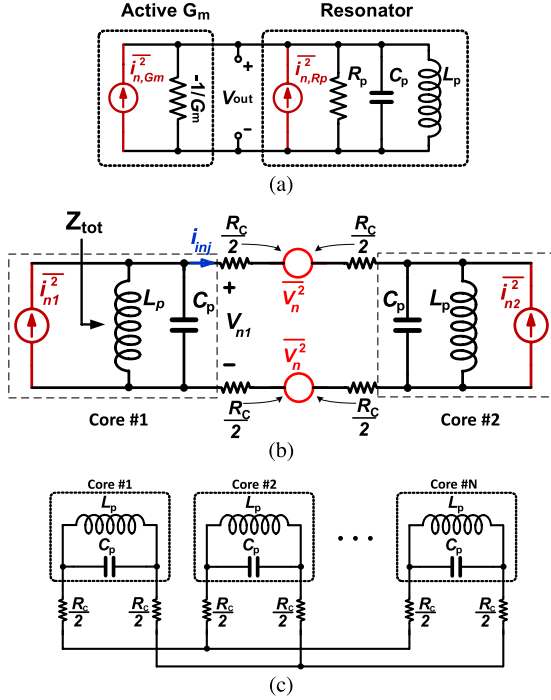 Active Gm Resonator
i²n,Gm -1/Gm + Vout − i²n,Rp Rp Cp Lp
(a)
Ztot iinj RC/2 RC/2
i²n1 Lp Cp + Vn1 − V²n Cp Lp i²n2
V²n
RC/2 RC/2
Core #1 Core #2
(b)
Core #1 Core #2 Core #N
Lp Lp Lp
Cp Cp . . . Cp
RC/2 RC/2 RC/2 RC/2 RC/2 RC/2
(c)